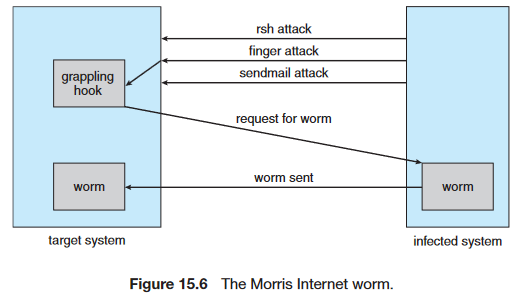 rsh attack
finger attack
sendmail attack
grappling
hook
request for worm
worm sent
worm
worm
target system
infected system
Figure 15.6 The Morris Internet worm.